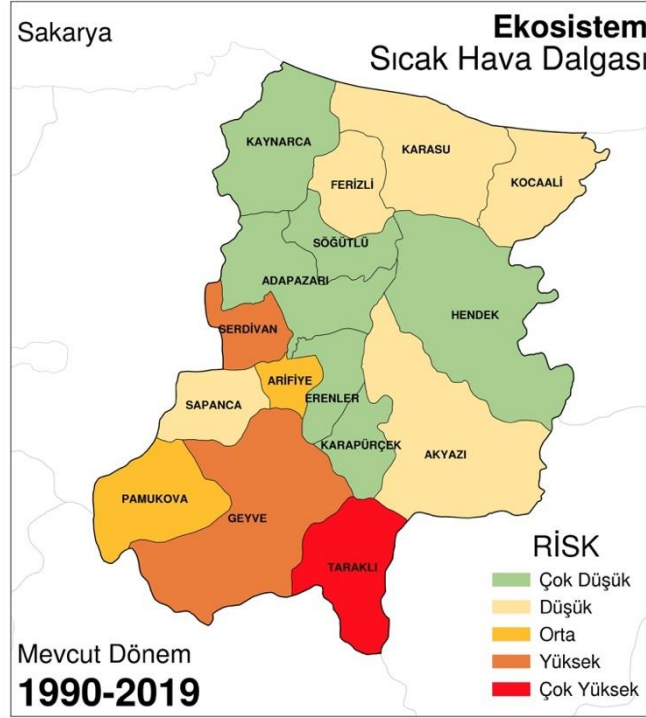 Sakarya
Ekosistem
Sıcak Hava Dalgası
KAYNARCA
KARASU
FERİZLİ
KOCAALİ
SÖĞÜTLÜ
ADAPAZARI
HENDEK
SERDİVAN
ARİFİYE
ERENLER
SAPANCA
KARAPÜRÇEK
AKYAZI
PAMUKOVA
GEYVE
TARAKLI
RİSK
Çok Düşük
Düşük
Orta
Yüksek
Çok Yüksek
Mevcut Dönem
1990-2019